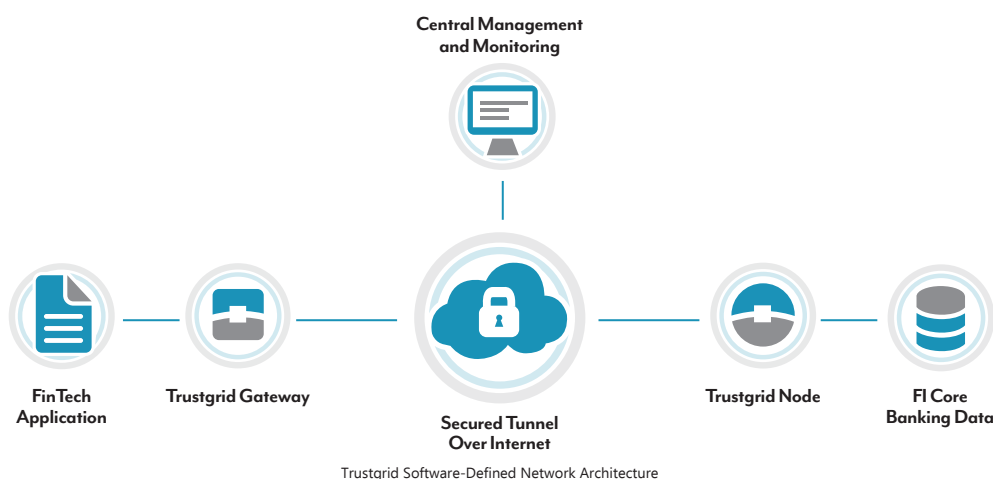 Central Management
and Monitoring
FinTech
Application
Trustgrid Gateway
Secured Tunnel
Over Internet
Trustgrid Node
FI Core
Banking Data
Trustgrid Software-Defined Network Architecture